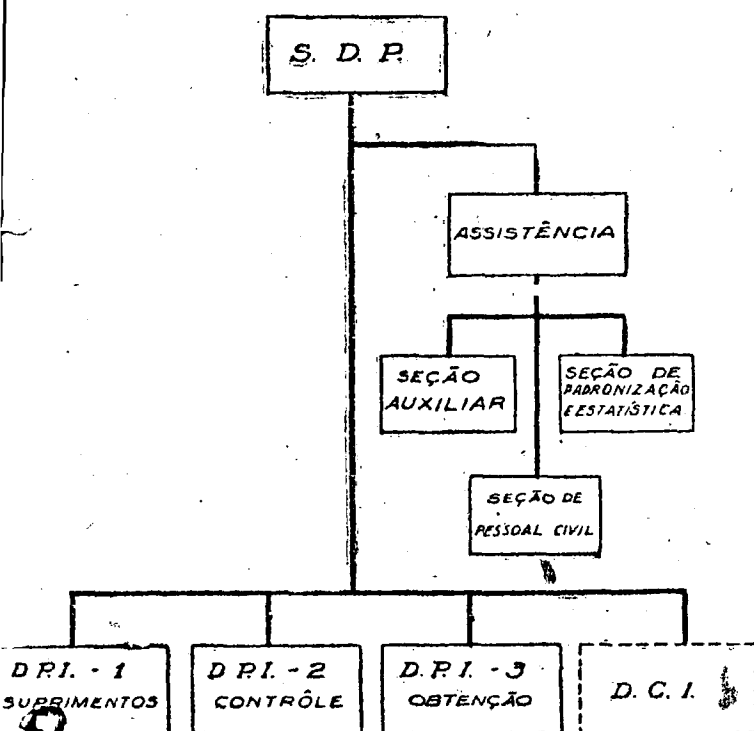 S. D. P.
ASSISTÊNCIA
SEÇÃO
AUXILIAR
SEÇÃO DE
PADRONIZAÇÃO
E ESTATÍSTICA
SEÇÃO DE
PESSOAL CIVIL
D.P.I. - 1
SUPRIMENTOS
D.P.I. - 2
CONTRÔLE
D.P.I. - 3
OBTENÇÃO
D. C. I.